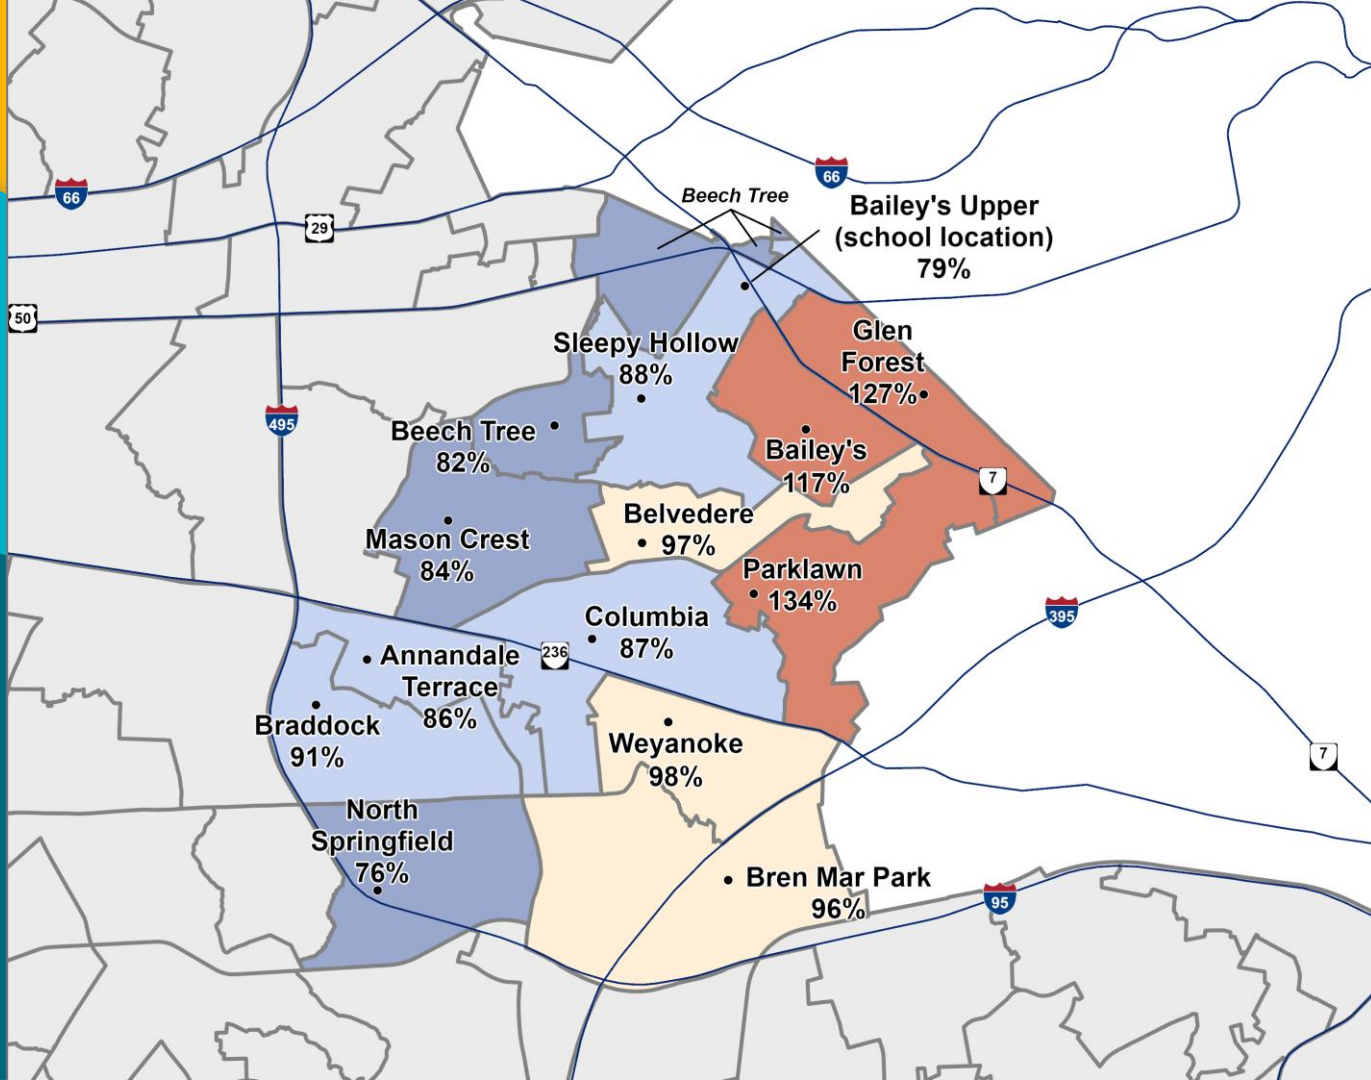 66
29
50
495
Beech Tree
66
Bailey's Upper
(school location)
79%
Sleepy Hollow
88%
Glen
Forest
127%
Beech Tree
82%
Bailey's
117%
7
Mason Crest
84%
Belvedere
97%
Parklawn
134%
395
Columbia
87%
236
Annandale
Terrace
86%
Braddock
91%
Weyanoke
98%
7
North
Springfield
76%
Bren Mar Park
96%
95